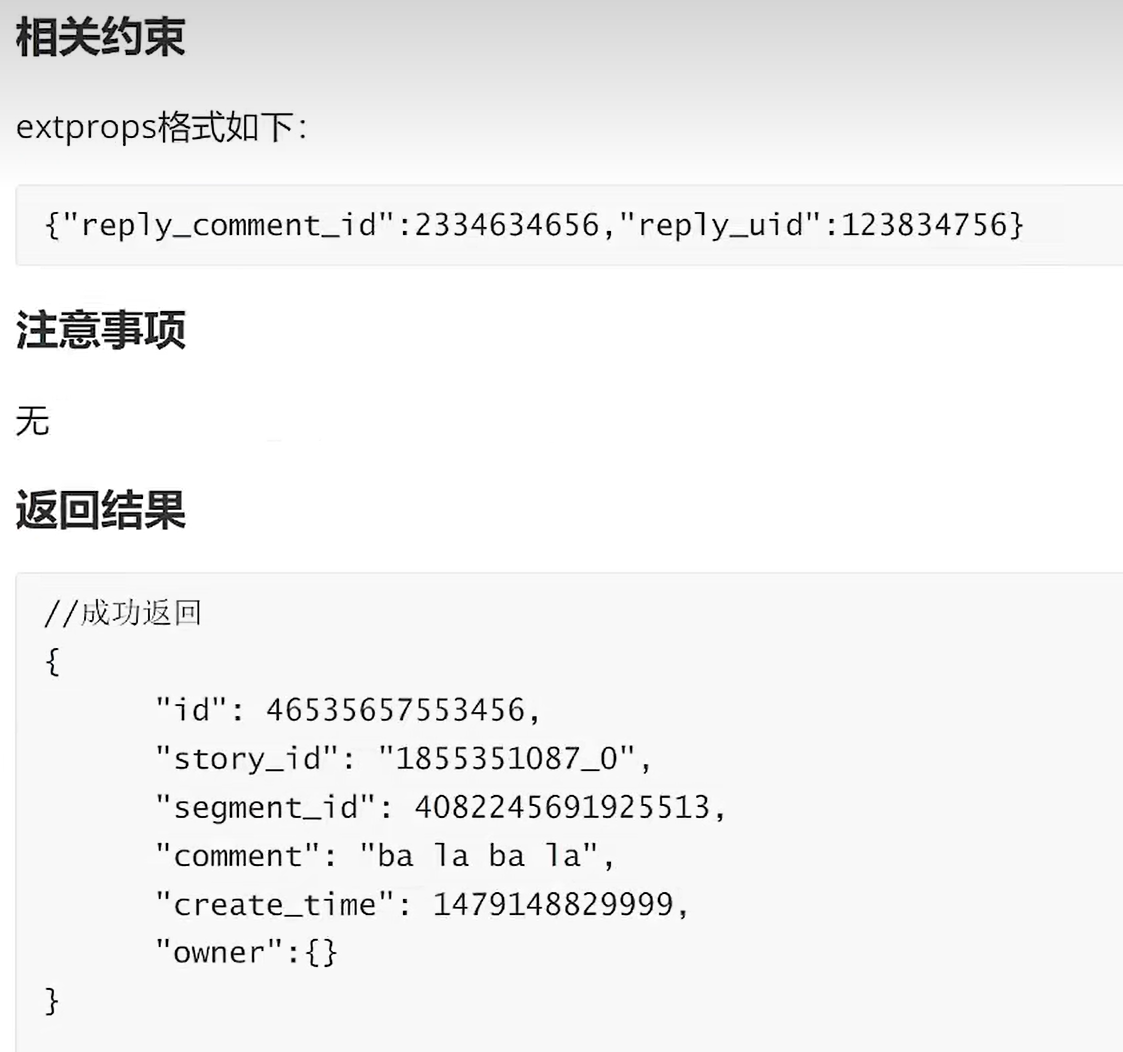 相关约束
extprops格式如下：
{"reply_comment_id":2334634656,"reply_uid":123834756}
注意事项
无
返回结果
//成功返回
{
"id": 46535657553456,
"story_id": "1855351087_0",
"segment_id": 4082245691925513,
"comment": "ba la ba la",
"create_time": 1479148829999,
"owner":{}
}